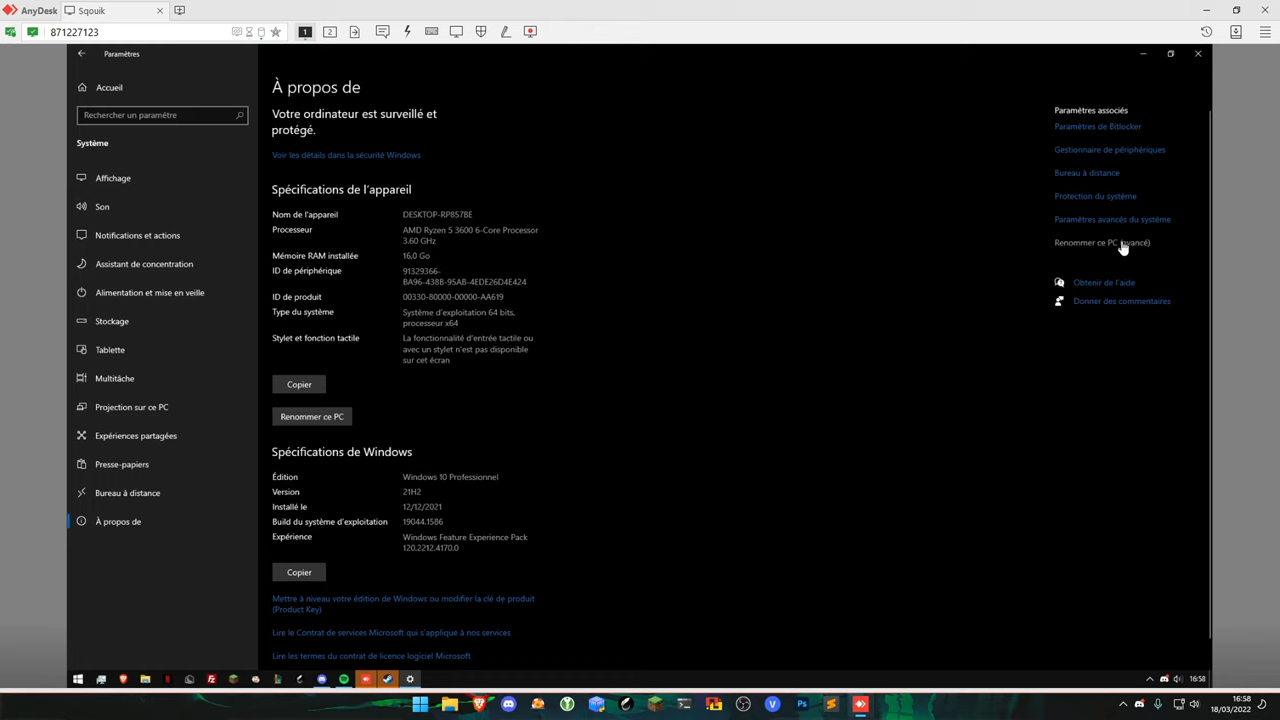 AnyDesk
Sqouik
871227123
1
2
Paramètres
Accueil
Rechercher un paramètre
Système
Affichage
Son
Notifications et actions
Assistant de concentration
Alimentation et mise en veille
Stockage
Tablette
Multitâche
Projection sur ce PC
Expériences partagées
Presse-papiers
Bureau à distance
À propos de
À propos de
Votre ordinateur est surveillé et
protégé.
Voir les détails dans la sécurité Windows
Spécifications de l'appareil
Nom de l'appareil DESKTOP-RP857BE
Processeur AMD Ryzen 5 3600 6-Core Processor
3.60 GHz
Mémoire RAM installée 16,0 Go
ID de périphérique 91329366-
BA96-438B-95AB-4EDE26D4E424
ID de produit 00330-80000-00000-AA619
Type du système Système d'exploitation 64 bits,
processeur x64
Stylet et fonction tactile La fonctionnalité d'entrée tactile ou
avec un stylet n'est pas disponible
sur cet écran
Copier
Renommer ce PC
Spécifications de Windows
Édition Windows 10 Professionnel
Version 21H2
Installé le 12/12/2021
Build du système d'exploitation 19044.1586
Expérience Windows Feature Experience Pack
120.2212.4170.0
Copier
Mettre à niveau votre édition de Windows ou modifier la clé de produit
(Product Key)
Lire le Contrat de services Microsoft qui s'applique à nos services
Lire les termes du contrat de licence logiciel Microsoft
Paramètres associés
Paramètres de Bitlocker
Gestionnaire de périphériques
Bureau à distance
Protection du système
Paramètres avancés du système
Renommer ce PC (avancé)
Obtenir de l'aide
Donner des commentaires
16:58
16:58
18/03/2022